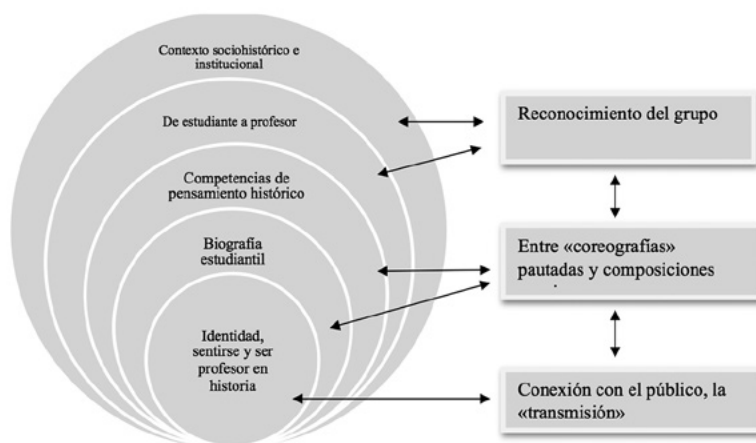 Contexto sociohistórico e
institucional
De estudiante a profesor
Competencias de
pensamiento histórico
Biografía
estudiantil
Identidad,
sentirse y ser
profesor en
historia
Reconocimiento del grupo
Entre «coreografías»
pautadas y composiciones
Conexión con el público, la
«transmisión»